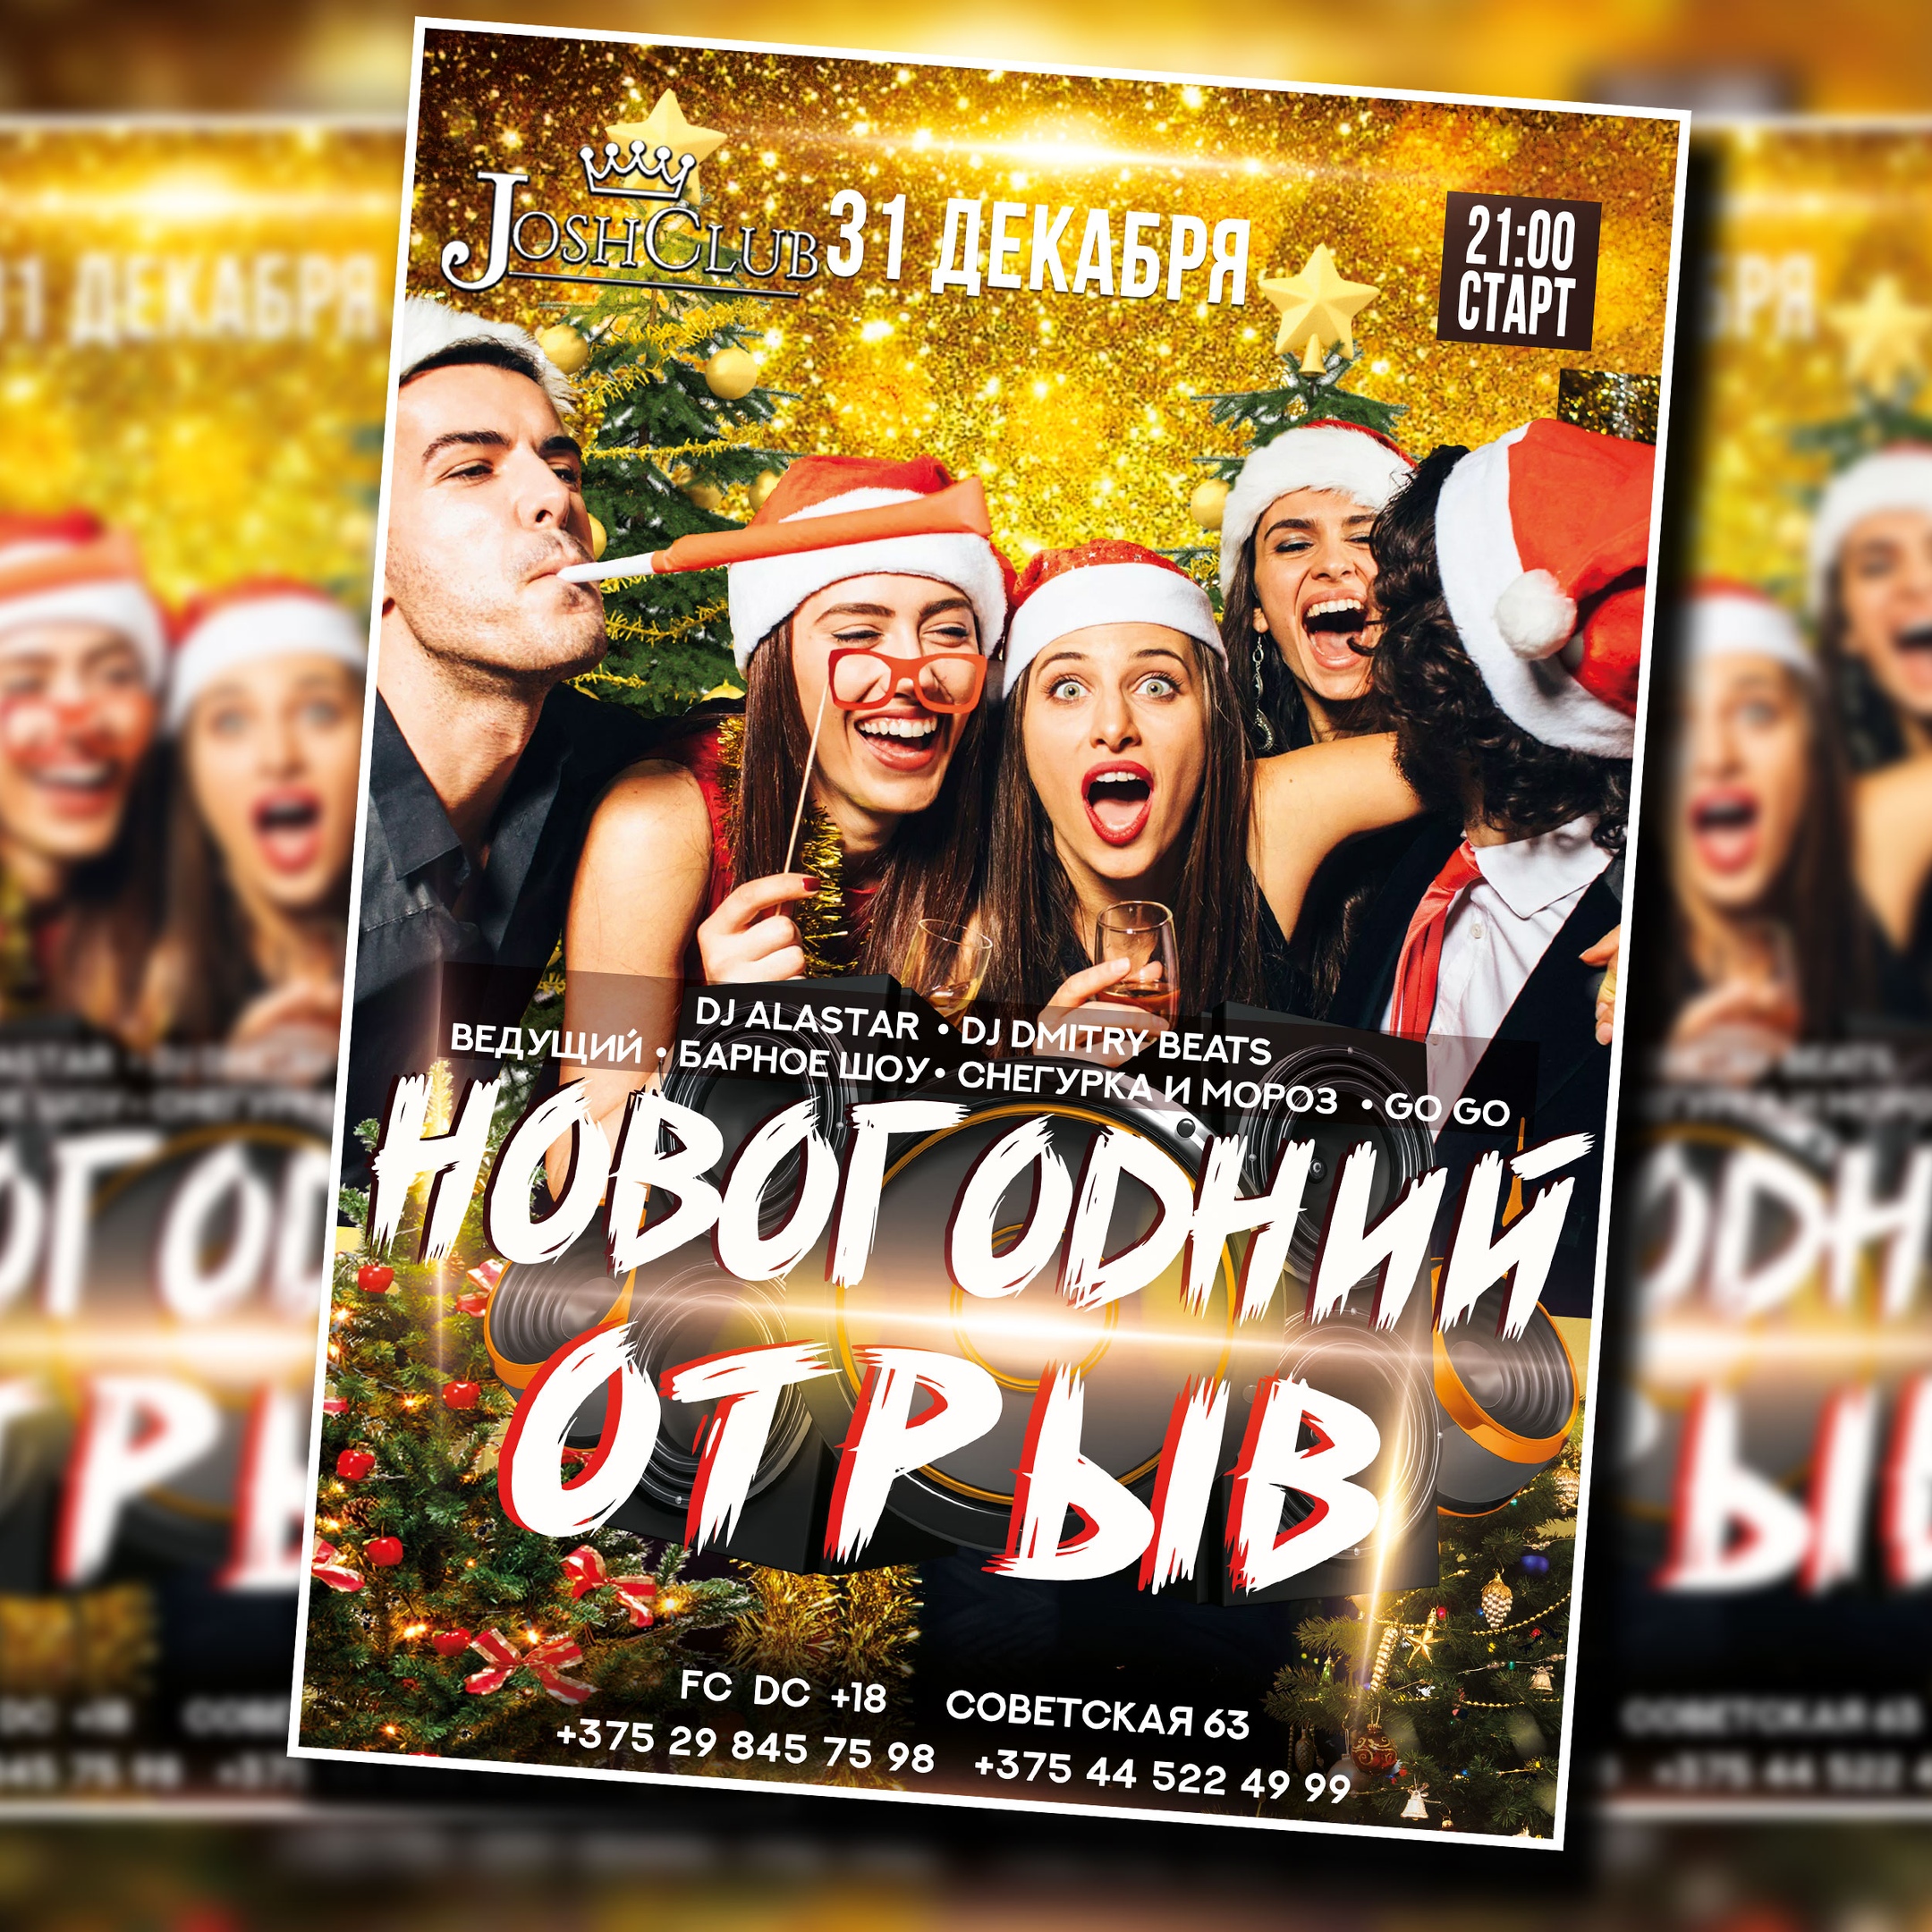 JOSHCLUB
31 ДЕКАБРЯ
21:00
СТАРТ
DJ ALASTAR • DJ DMITRY BEATS
ВЕДУЩИЙ • БАРНОЕ ШОУ • СНЕГУРКА И МОРОЗ • GO GO
НОВОГОДНИЙ
ОТРЫВ
FC DC +18 СОВЕТСКАЯ 63
+375 29 845 75 98 +375 44 522 49 99